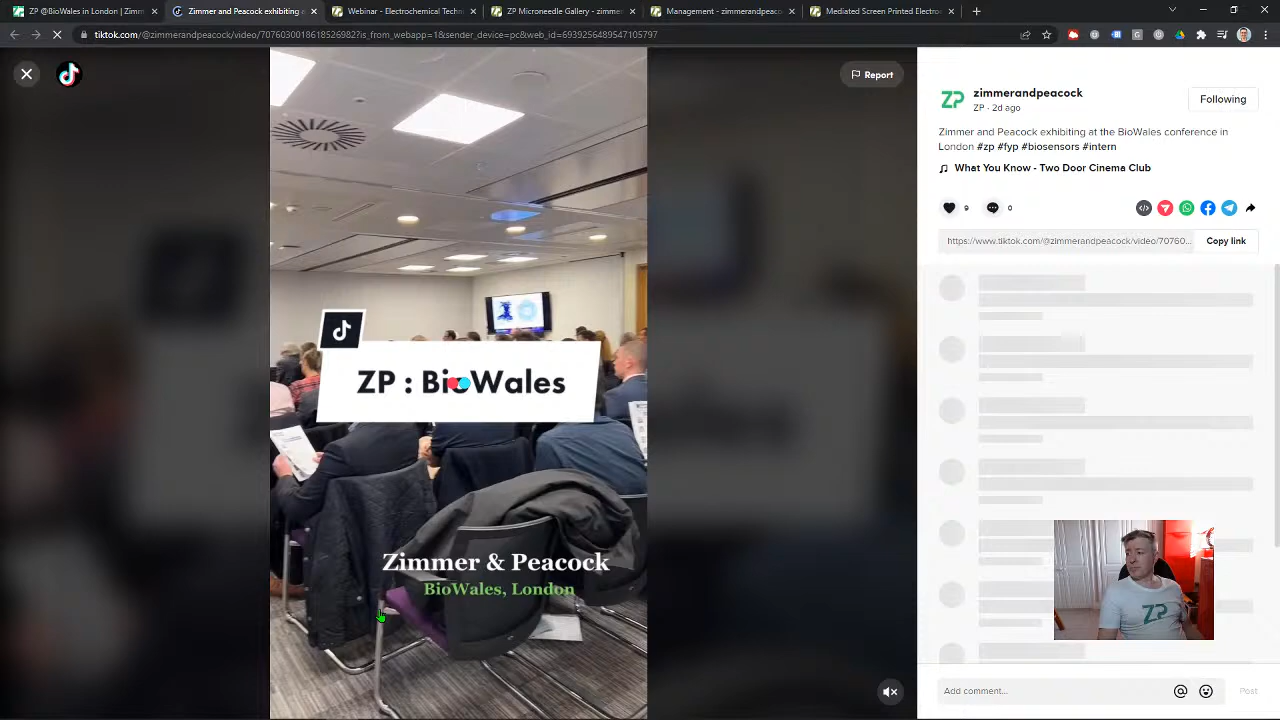 ZP @BioWales in London | Zimm
Zimmer and Peacock exhibiting
Webinar - Electrochemical Techn
ZP Microneedle Gallery - zimmer
Management - zimmerandpeaco
Mediated Screen Printed Electro
tiktok.com/@zimmerandpeacock/video/7076030018618526982?is_from_webapp=1&sender_device=pc&web_id=6939256489547105797
Report
zimmerandpeacock
ZP · 2d ago
Following
Zimmer and Peacock exhibiting at the BioWales conference in
London #zp #fyp #biosensors #intern
What You Know - Two Door Cinema Club
9
0
https://www.tiktok.com/@zimmerandpeacock/video/70760...
Copy link
ZP : BioWales
Zimmer & Peacock
BioWales, London
ZP
Add comment...
Post